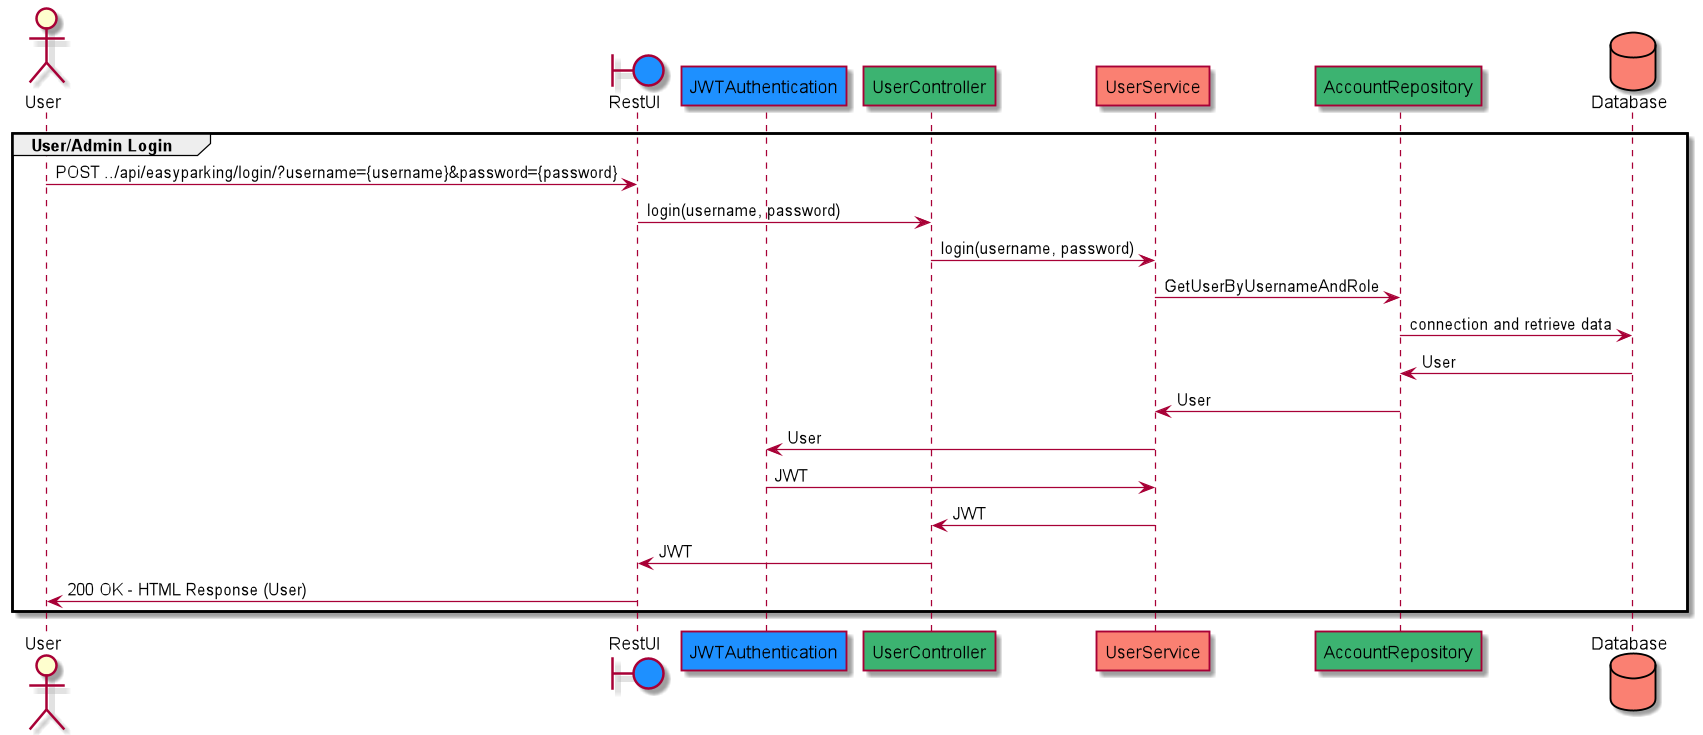 User
RestUI
JWTAuthentication
UserController
UserService
AccountRepository
Database
User/Admin Login
POST ../api/easyparking/login/?username={username}&password={password}
login(username, password)
login(username, password)
GetUserByUsernameAndRole
connection and retrieve data
User
User
User
JWT
JWT
JWT
200 OK - HTML Response (User)
User
RestUI
JWTAuthentication
UserController
UserService
AccountRepository
Database